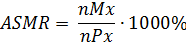 ASMR = nMx / nPx · 1000%